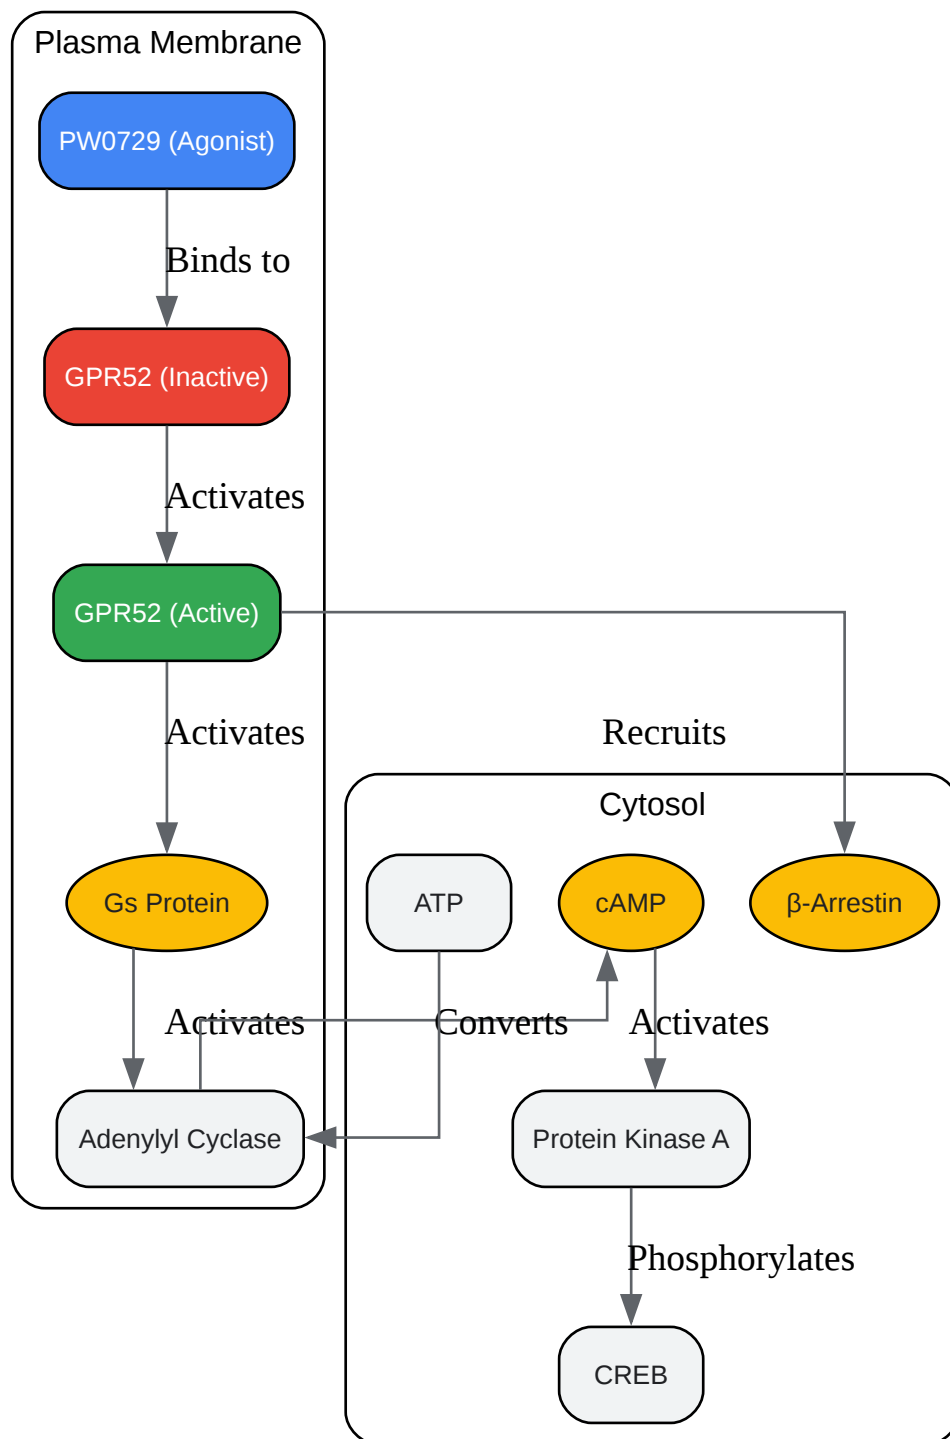 Plasma Membrane
PW0729 (Agonist)
Binds to
GPR52 (Inactive)
Activates
GPR52 (Active)
Activates
Recruits
Cytosol
Gs Protein
ATP
cAMP
β-Arrestin
Activates
Converts
Activates
Adenylyl Cyclase
Protein Kinase A
Phosphorylates
CREB